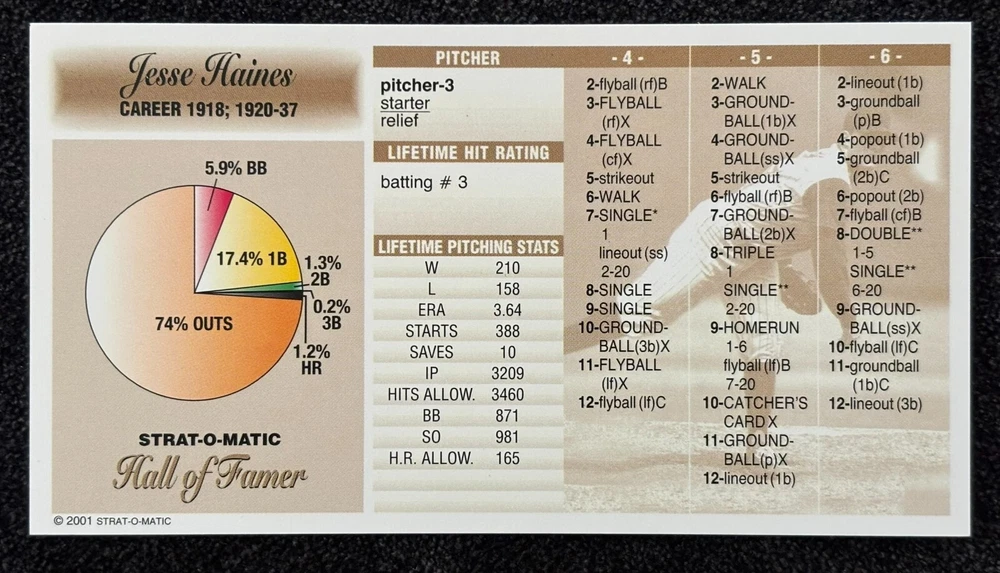 Jesse Haines
CAREER 1918; 1920-37
5.9% BB
17.4% 1B
1.3%
2B
0.2%
3B
1.2%
HR
74% OUTS
STRAT-O-MATIC
Hall of Famer
© 2001 STRAT-O-MATIC
PITCHER
pitcher-3
starter
relief
LIFETIME HIT RATING
batting # 3
LIFETIME PITCHING STATS
W 210
L 158
ERA 3.64
STARTS 388
SAVES 10
IP 3209
HITS ALLOW. 3460
BB 871
SO 981
H.R. ALLOW. 165
- 4 -
2-flyball (rf)B
3-FLYBALL
(rf)X
4-FLYBALL
(cf)X
5-strikeout
6-WALK
7-SINGLE*
1
lineout (ss)
2-20
8-SINGLE
9-SINGLE
10-GROUND-
BALL(3b)X
11-FLYBALL
(lf)X
12-flyball (lf)C
- 5 -
2-WALK
3-GROUND-
BALL(1b)X
4-GROUND-
BALL(ss)X
5-strikeout
6-flyball (rf)B
7-GROUND-
BALL(2b)X
8-TRIPLE
1
SINGLE**
2-20
9-HOMERUN
1-6
flyball (lf)B
7-20
10-CATCHER'S
CARD X
11-GROUND-
BALL(p)X
12-lineout (1b)
- 6 -
2-lineout (1b)
3-groundball
(p)B
4-popout (1b)
5-groundball
(2b)C
6-popout (2b)
7-flyball (cf)B
8-DOUBLE**
1-5
SINGLE**
6-20
9-GROUND-
BALL(ss)X
10-flyball (lf)C
11-groundball
(1b)C
12-lineout (3b)